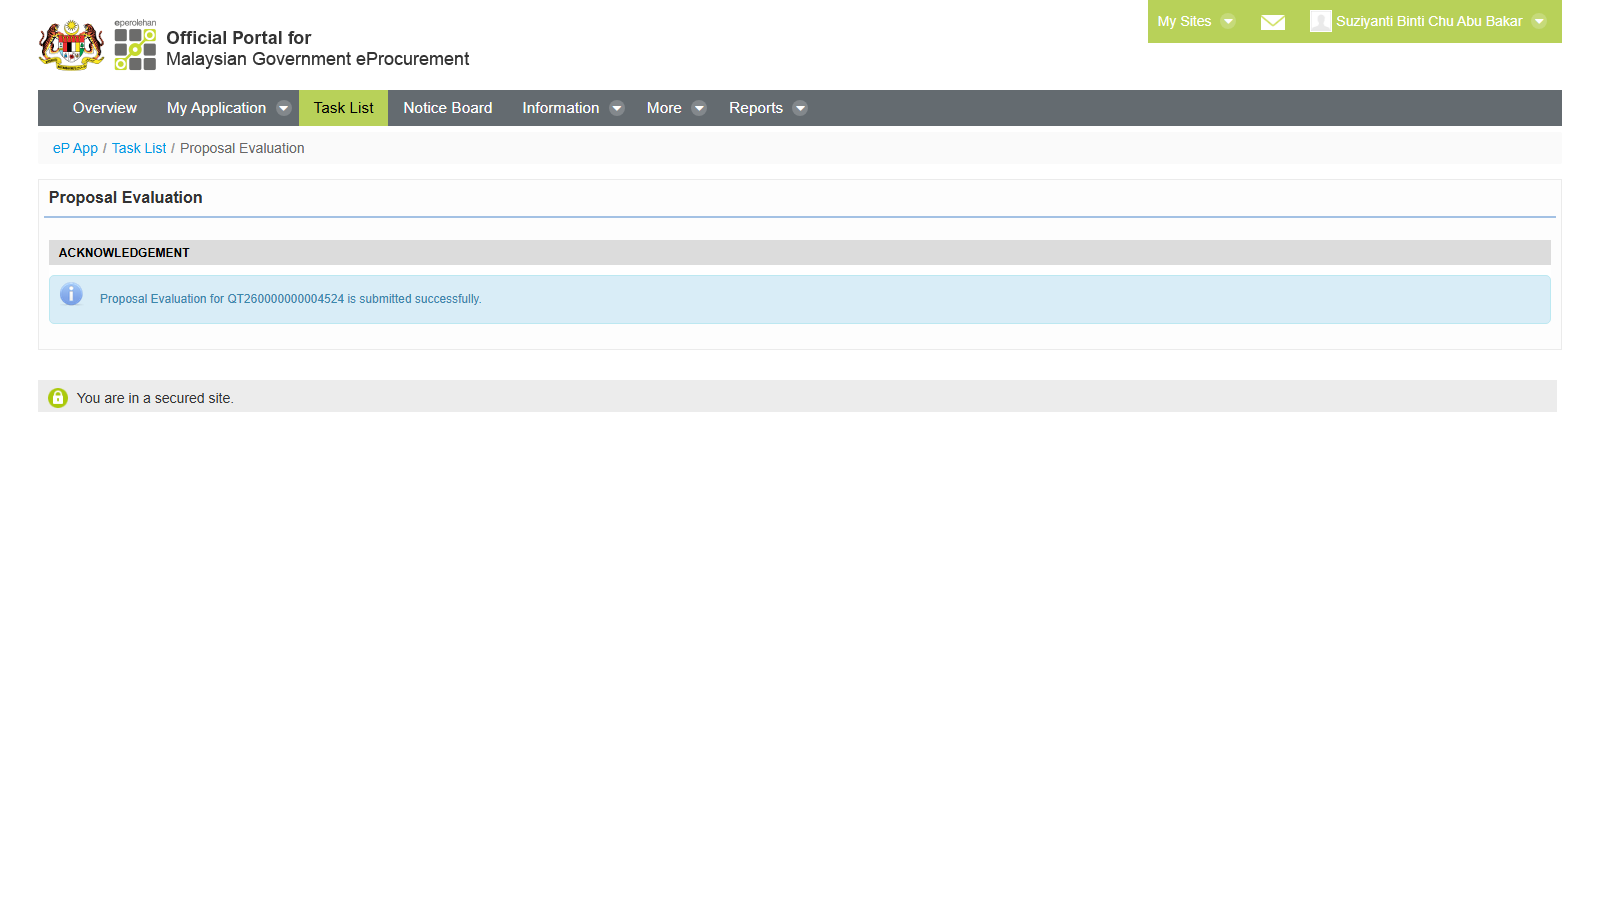 My Sites
Suziyanti Binti Chu Abu Bakar
eperolehan
Official Portal for
Malaysian Government eProcurement
Overview My Application Task List Notice Board Information More Reports
eP App / Task List / Proposal Evaluation
Proposal Evaluation
ACKNOWLEDGEMENT
Proposal Evaluation for QT260000000004524 is submitted successfully.
You are in a secured site.